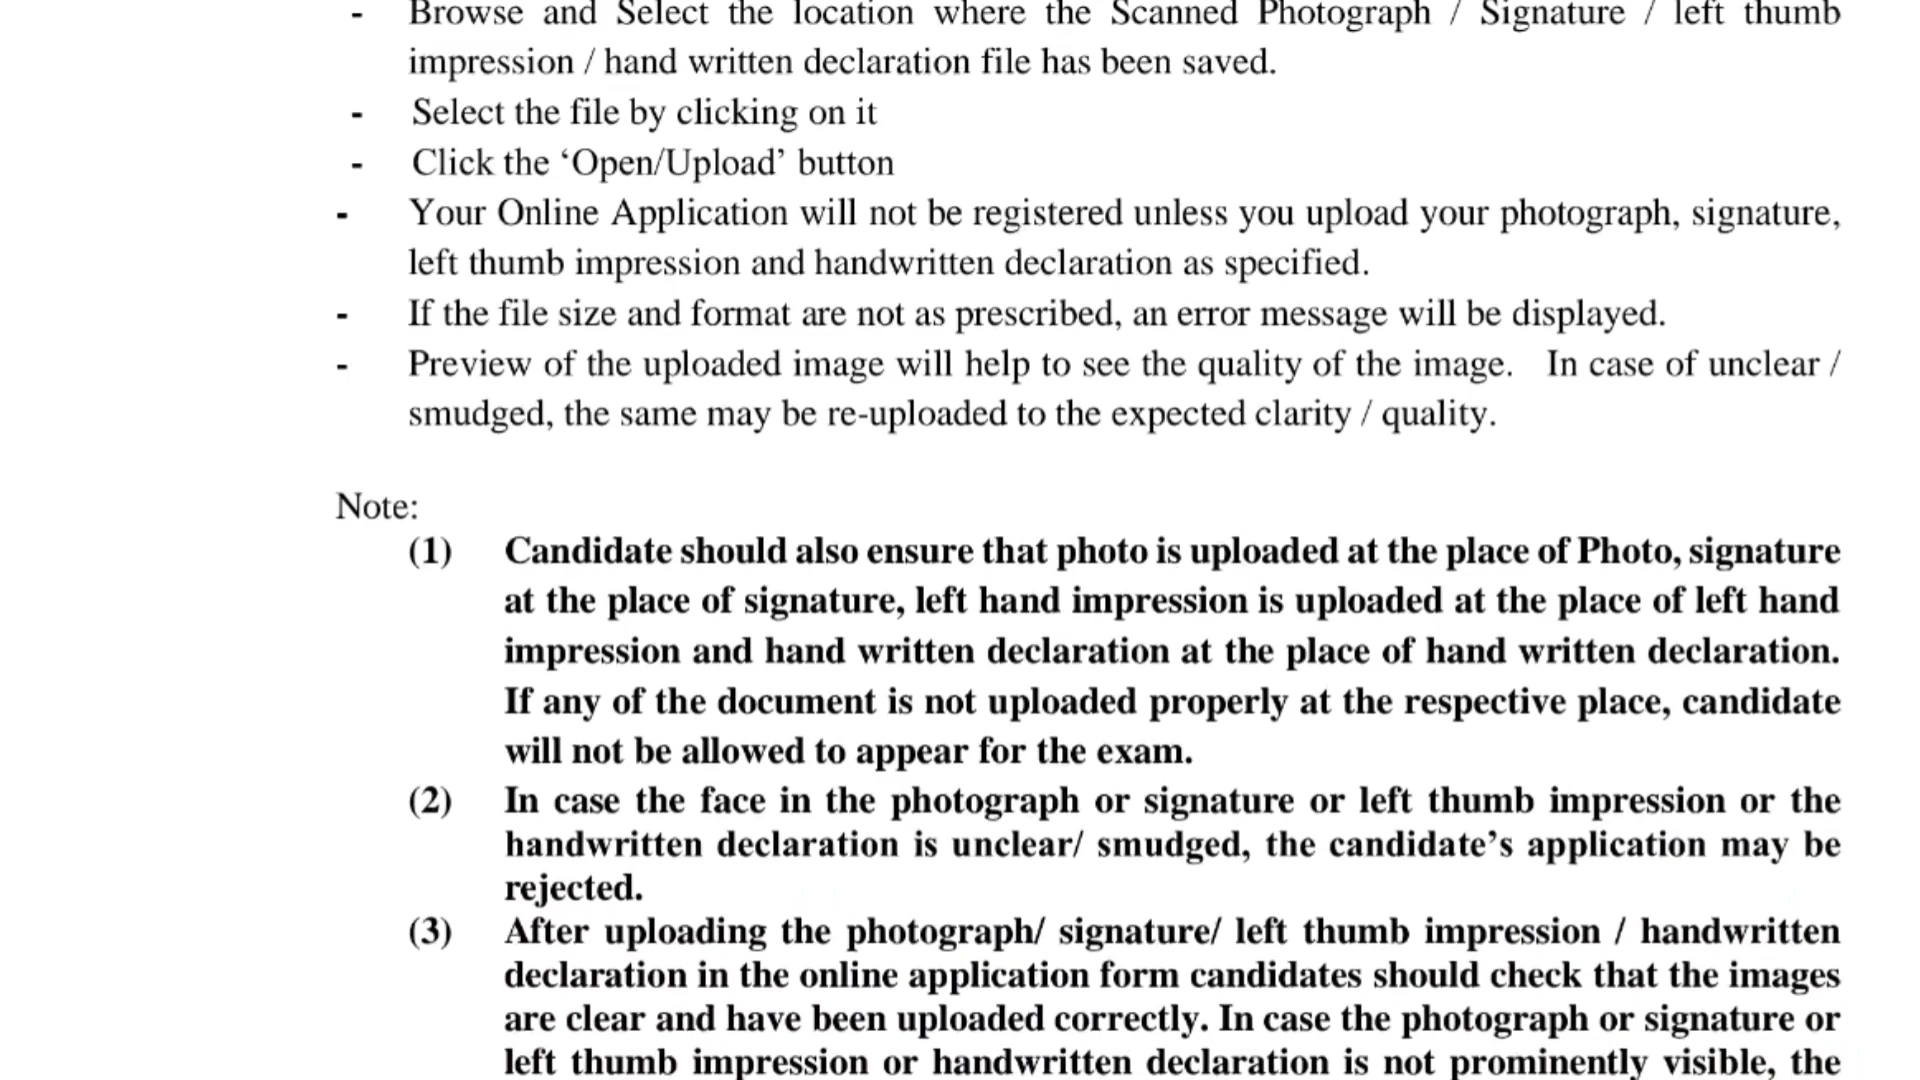 - Browse and Select the location where the Scanned Photograph / Signature / left thumb
impression / hand written declaration file has been saved.
- Select the file by clicking on it
- Click the ‘Open/Upload’ button
- Your Online Application will not be registered unless you upload your photograph, signature,
left thumb impression and handwritten declaration as specified.
- If the file size and format are not as prescribed, an error message will be displayed.
- Preview of the uploaded image will help to see the quality of the image. In case of unclear /
smudged, the same may be re-uploaded to the expected clarity / quality.
Note:
(1) Candidate should also ensure that photo is uploaded at the place of Photo, signature
at the place of signature, left hand impression is uploaded at the place of left hand
impression and hand written declaration at the place of hand written declaration.
If any of the document is not uploaded properly at the respective place, candidate
will not be allowed to appear for the exam.
(2) In case the face in the photograph or signature or left thumb impression or the
handwritten declaration is unclear/ smudged, the candidate’s application may be
rejected.
(3) After uploading the photograph/ signature/ left thumb impression / handwritten
declaration in the online application form candidates should check that the images
are clear and have been uploaded correctly. In case the photograph or signature or
left thumb impression or handwritten declaration is not prominently visible, the